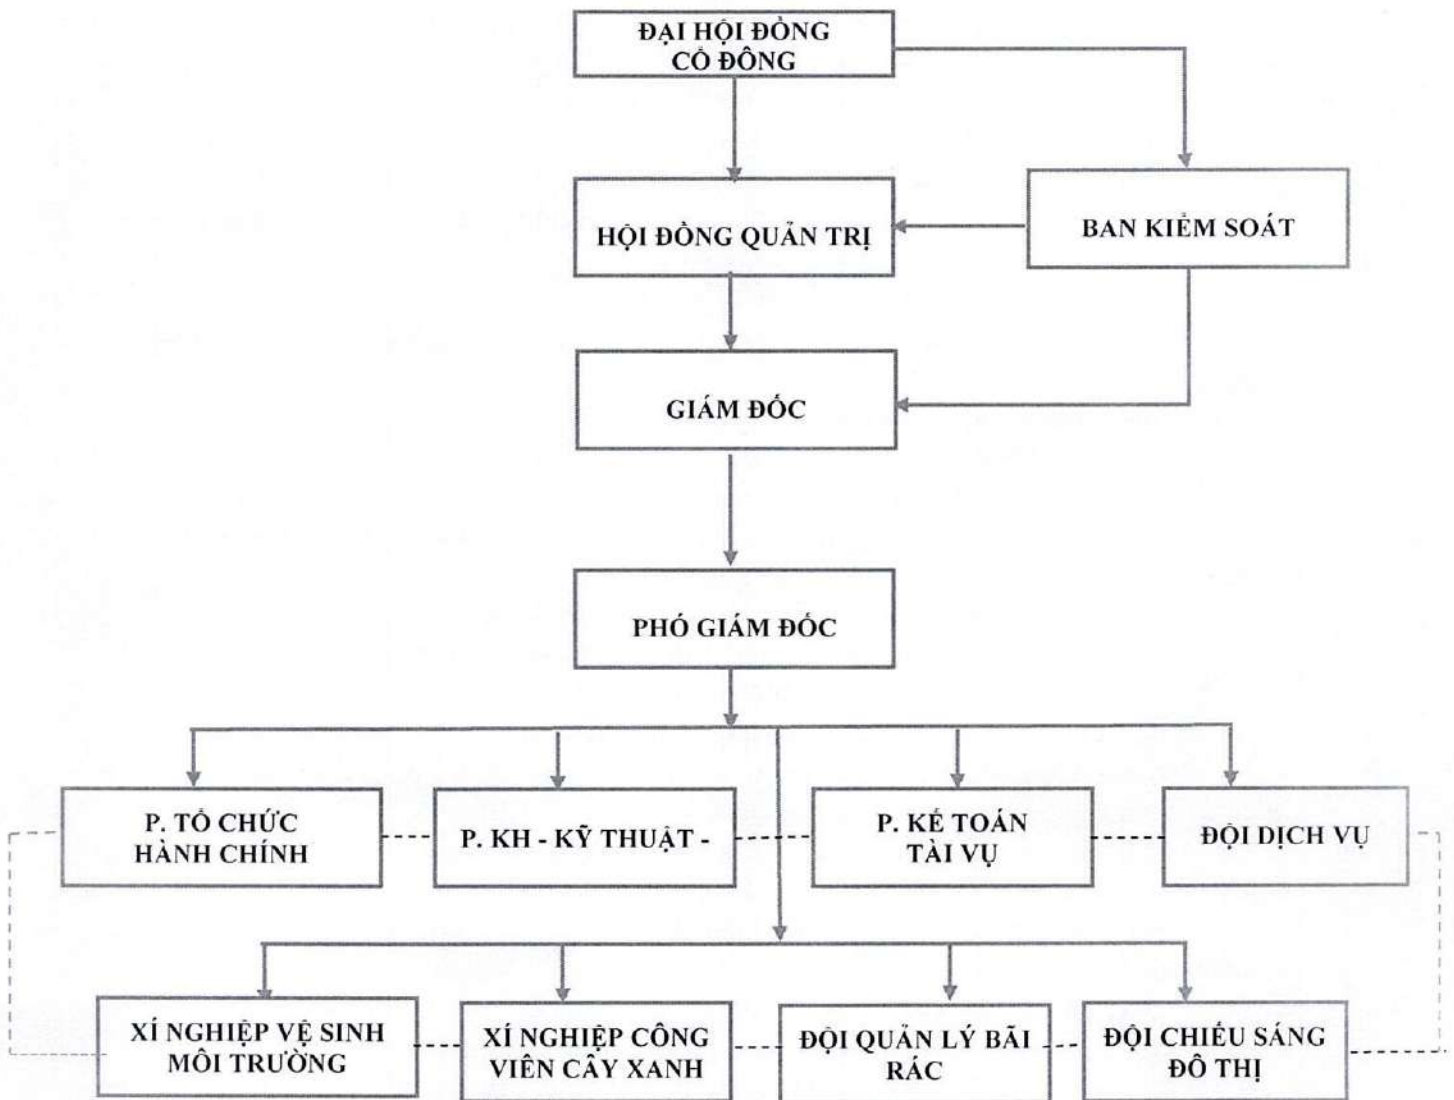 ĐẠI HỘI ĐỒNG
CỔ ĐÔNG
HỘI ĐỒNG QUẢN TRỊ
BAN KIỂM SOÁT
GIÁM ĐỐC
PHÓ GIÁM ĐỐC
P. TỔ CHỨC
HÀNH CHÍNH
P. KH - KỸ THUẬT -
P. KẾ TOÁN
TÀI VỤ
ĐỘI DỊCH VỤ
XÍ NGHIỆP VỆ SINH
MÔI TRƯỜNG
XÍ NGHIỆP CÔNG
VIÊN CÂY XANH
ĐỘI QUẢN LÝ BÃI
RÁC
ĐỘI CHIẾU SÁNG
ĐÔ THỊ